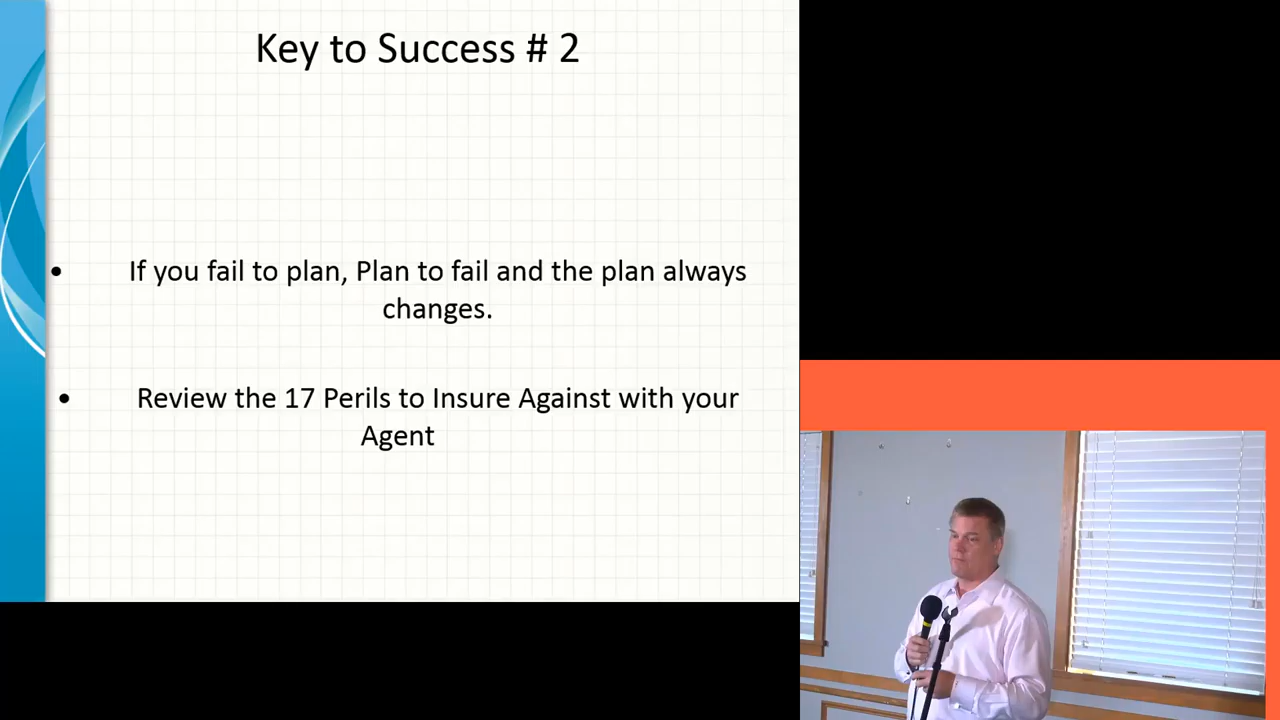 Key to Success # 2
• If you fail to plan, Plan to fail and the plan always
changes.
• Review the 17 Perils to Insure Against with your
Agent